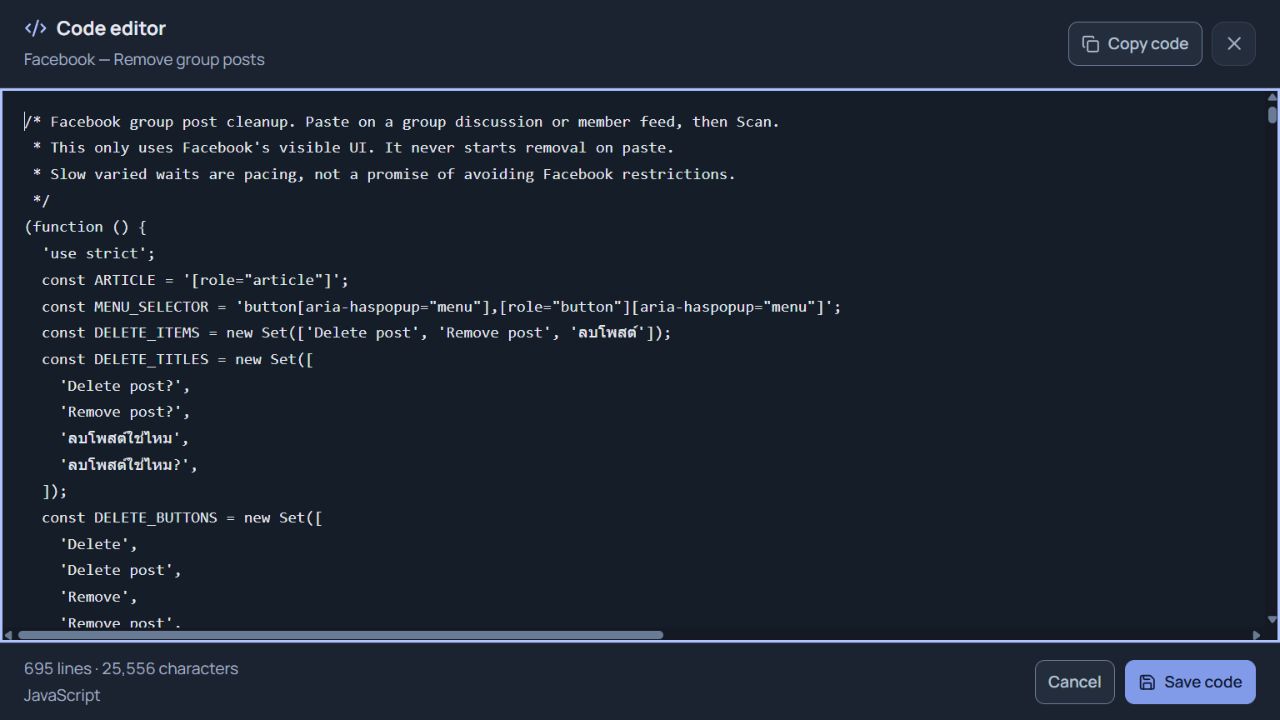 Code editor
Facebook — Remove group posts
Copy code
/* Facebook group post cleanup. Paste on a group discussion or member feed, then Scan.
 * This only uses Facebook's visible UI. It never starts removal on paste.
 * Slow varied waits are pacing, not a promise of avoiding Facebook restrictions.
 */
(function () {
  'use strict';
  const ARTICLE = '[role="article"]';
  const MENU_SELECTOR = 'button[aria-haspopup="menu"],[role="button"][aria-haspopup="menu"]';
  const DELETE_ITEMS = new Set(['Delete post', 'Remove post', 'ลบโพสต์']);
  const DELETE_TITLES = new Set([
    'Delete post?',
    'Remove post?',
    'ลบโพสต์ใช่ไหม',
    'ลบโพสต์ใช่ไหม?',
  ]);
  const DELETE_BUTTONS = new Set([
    'Delete',
    'Delete post',
    'Remove',
    'Remove post',
695 lines · 25,556 characters
JavaScript
Cancel
Save code